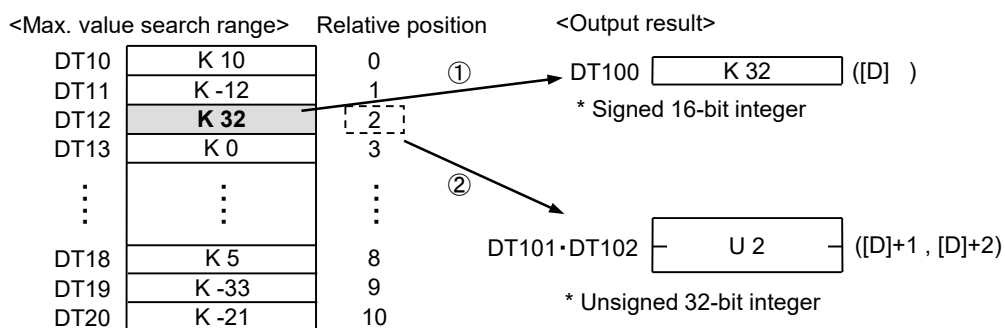 <Max. value search range> Relative position <Output result>
DT10 K 10 0
① DT100 K 32 ([D] )
DT11 K -12 1
* Signed 16-bit integer
DT12 K 32 2
DT13 K 0 3
②
DT101・DT102 U 2 ([D]+1 , [D]+2)
DT18 K 5 8
DT19 K -33 9
* Unsigned 32-bit integer
DT20 K -21 10